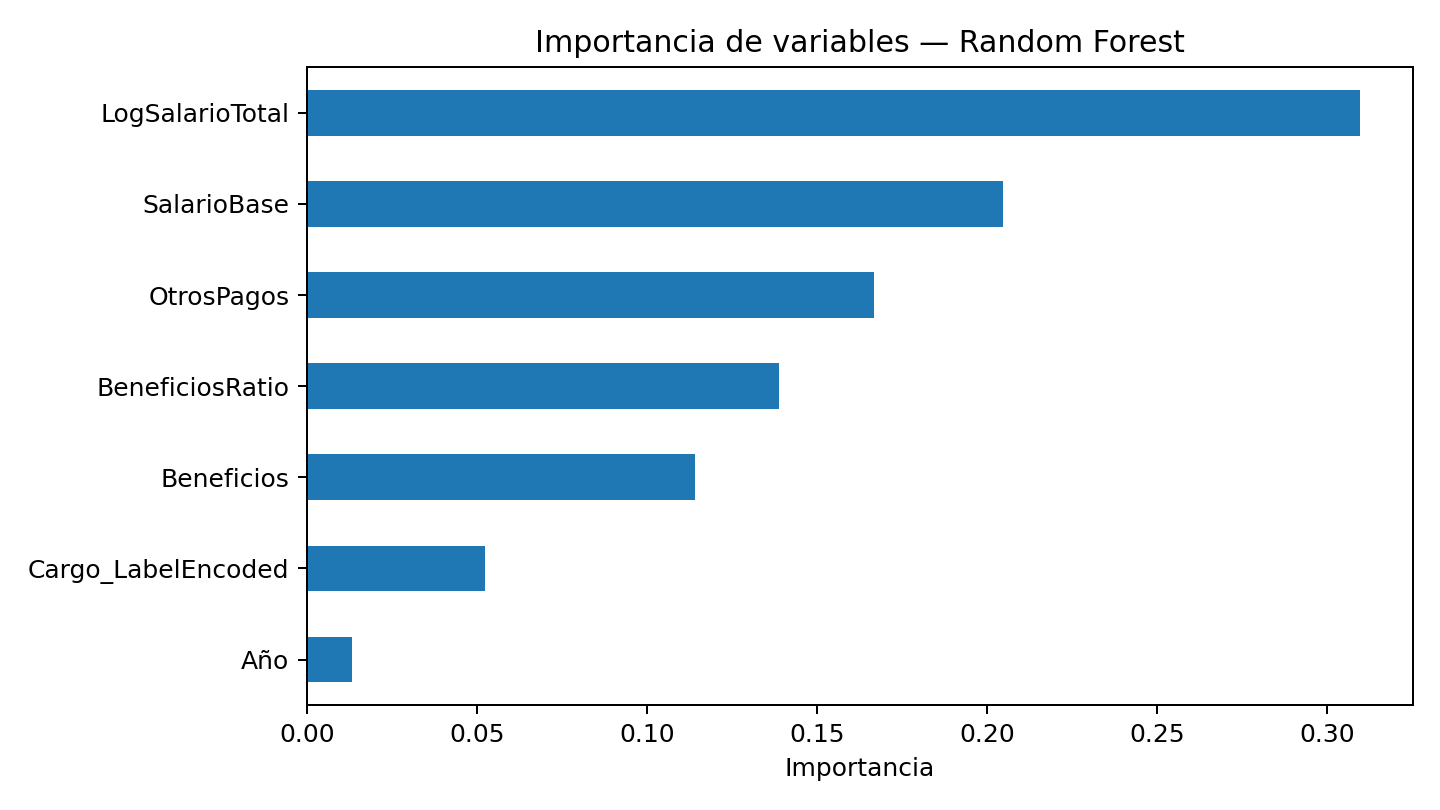 Importancia de variables — Random Forest
LogSalarioTotal
SalarioBase
OtrosPagos
BeneficiosRatio
Beneficios
Cargo_LabelEncoded
Año
0.00 0.05 0.10 0.15 0.20 0.25 0.30
Importancia